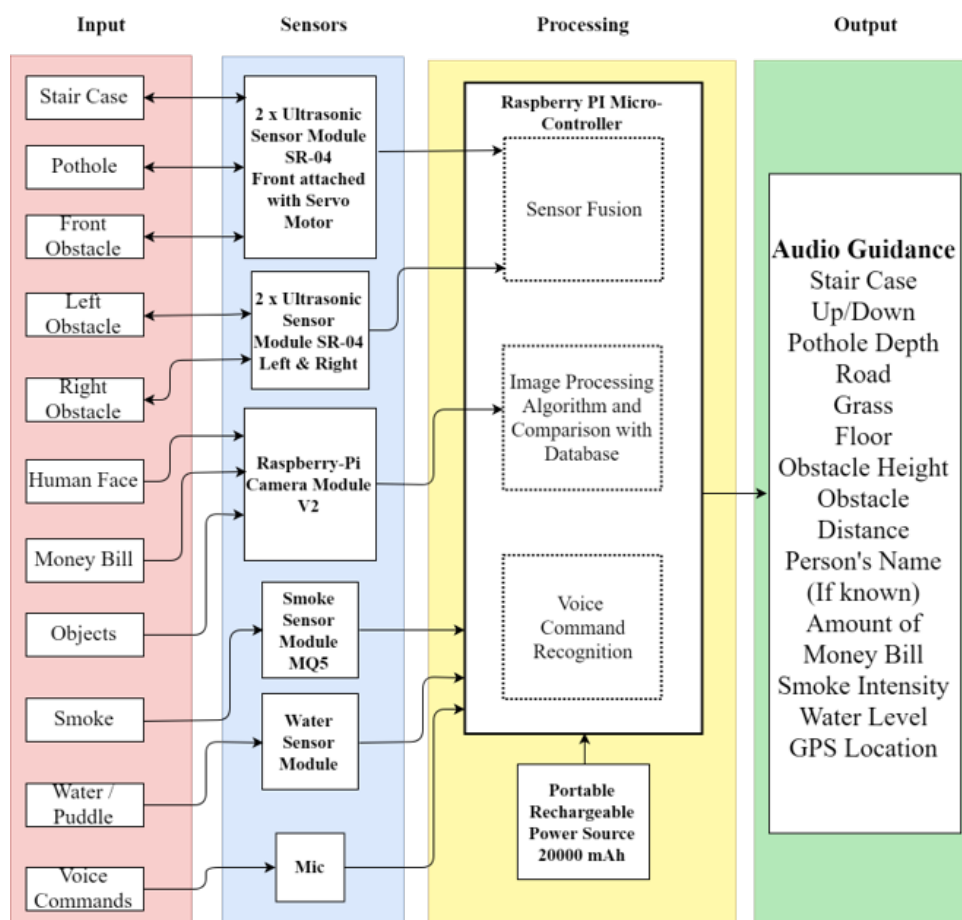 Input
Sensors
Processing
Output
Stair Case
Pothole
Front
Obstacle
Left
Obstacle
Right
Obstacle
Human Face
Money Bill
Objects
Smoke
Water /
Puddle
Voice
Commands
2 x Ultrasonic
Sensor Module
SR-04
Front attached
with Servo
Motor
2 x Ultrasonic
Sensor
Module SR-04
Left & Right
Raspberry-Pi
Camera Module
V2
Smoke
Sensor
Module
MQ5
Water
Sensor
Module
Mic
Raspberry PI Micro-
Controller
Sensor Fusion
Image Processing
Algorithm and
Comparison with
Database
Voice
Command
Recognition
Portable
Rechargeable
Power Source
20000 mAh
Audio Guidance
Stair Case
Up/Down
Pothole Depth
Road
Grass
Floor
Obstacle Height
Obstacle
Distance
Person's Name
(If known)
Amount of
Money Bill
Smoke Intensity
Water Level
GPS Location